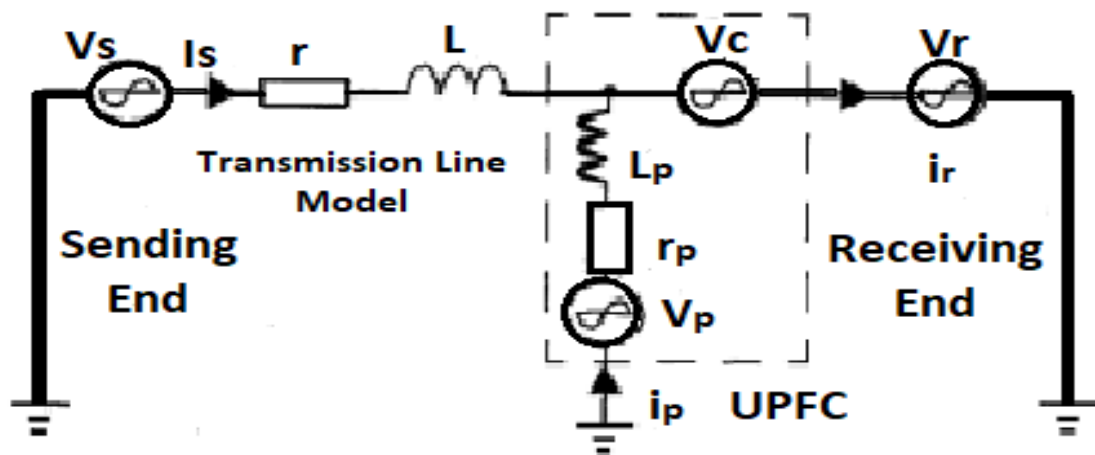 Vs
Is
r
L
Vc
Vr
Transmission Line
Model
Lp
rp
Vp
ip
UPFC
ir
Sending
End
Receiving
End